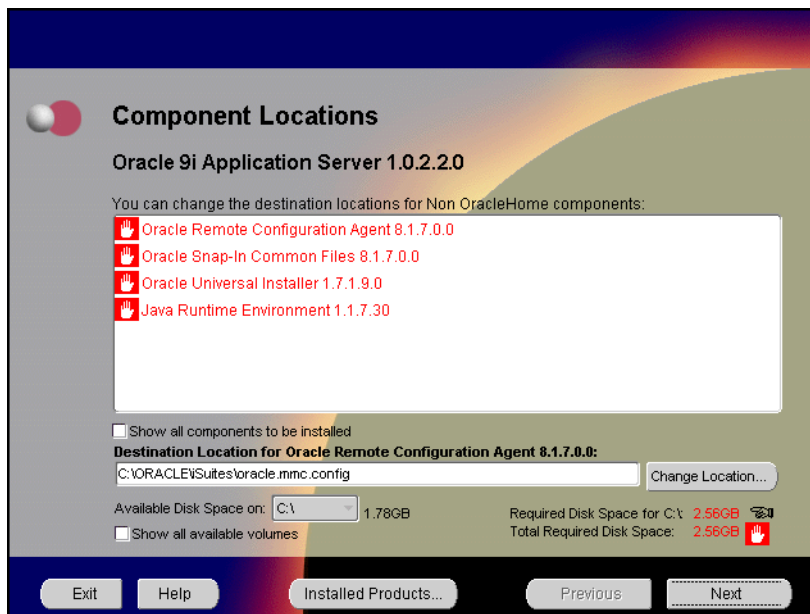 Component Locations
Oracle 9i Application Server 1.0.2.2.0
You can change the destination locations for Non OracleHome components:
Oracle Remote Configuration Agent 8.1.7.0.0
Oracle Snap-In Common Files 8.1.7.0.0
Oracle Universal Installer 1.7.1.9.0
Java Runtime Environment 1.1.7.30
Show all components to be installed
Destination Location for Oracle Remote Configuration Agent 8.1.7.0.0:
C:\ORACLE\iSuites\oracle.mmc.config
Change Location...
Available Disk Space on: C:\ 1.78GB
Required Disk Space for C:\: 2.56GB
Show all available volumes
Total Required Disk Space: 2.56GB
Exit Help Installed Products... Previous Next